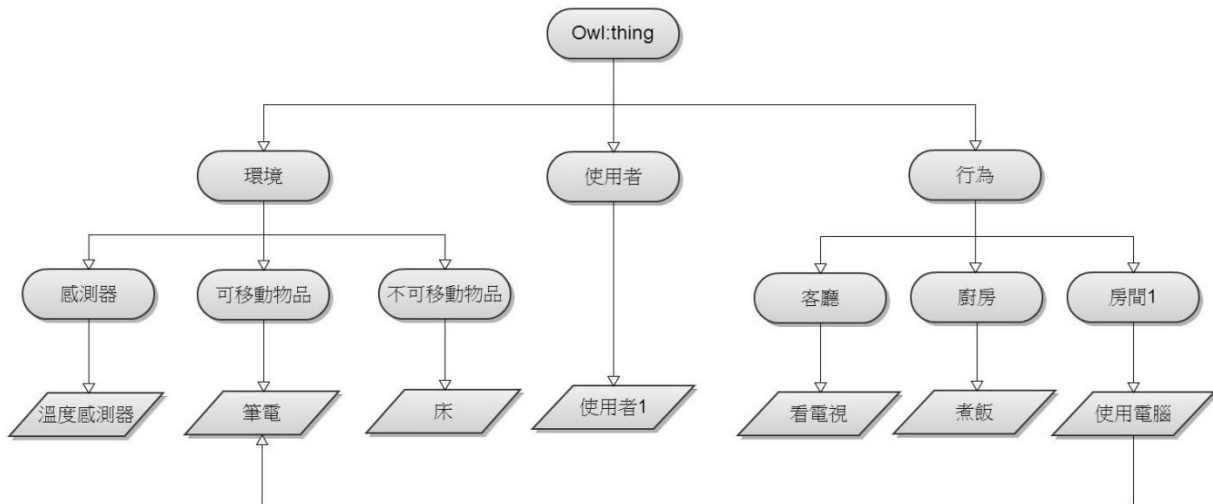 Owl:thing
環境
使用者
行為
感測器
可移動物品
不可移動物品
客廳
廚房
房間1
溫度感測器
筆電
床
使用者1
看電視
煮飯
使用電腦